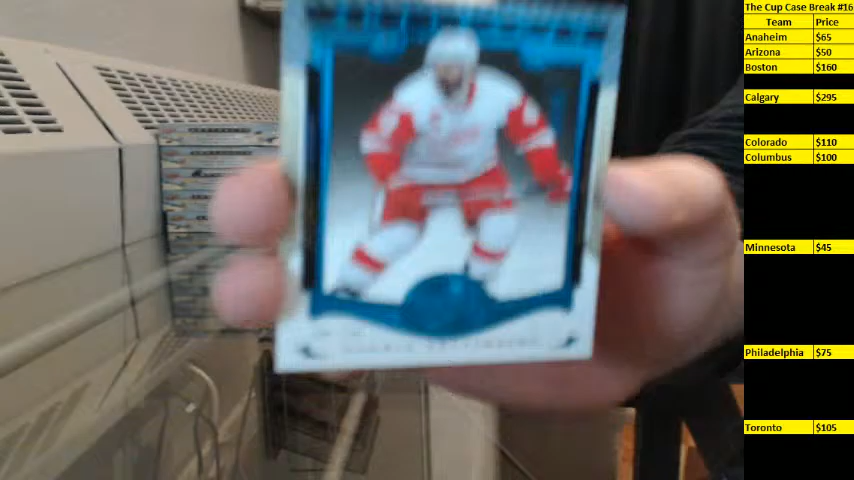 The Cup Case Break #16
Team Price
Anaheim $65
Arizona $50
Boston $160
Calgary $295
Colorado $110
Columbus $100
Minnesota $45
Philadelphia $75
Toronto $105